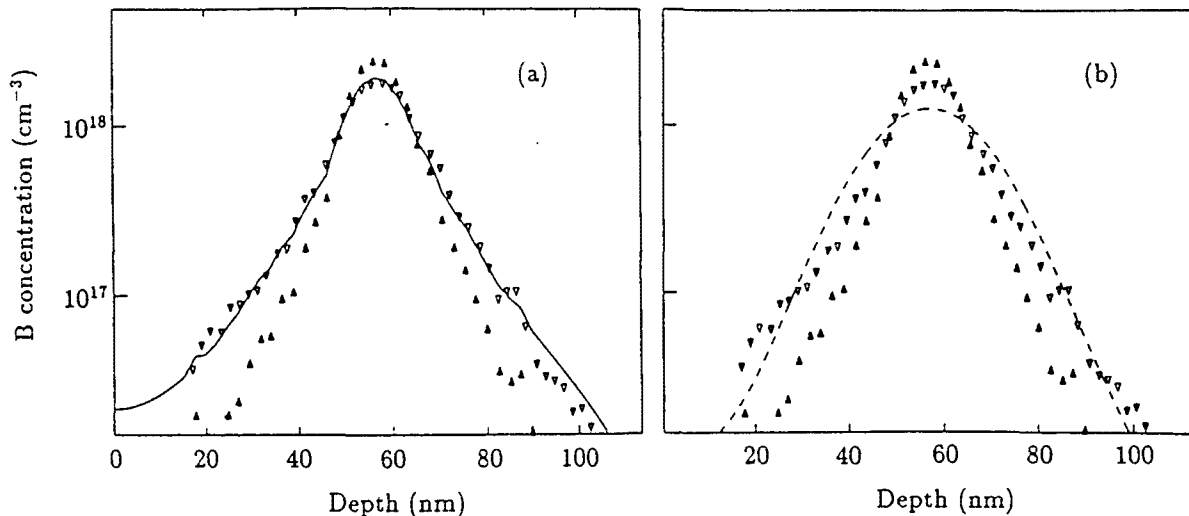 (a)
(b)
B concentration (cm⁻³)
10¹⁸
10¹⁷
0 20 40 60 80 100
20 40 60 80 100
Depth (nm)
Depth (nm)